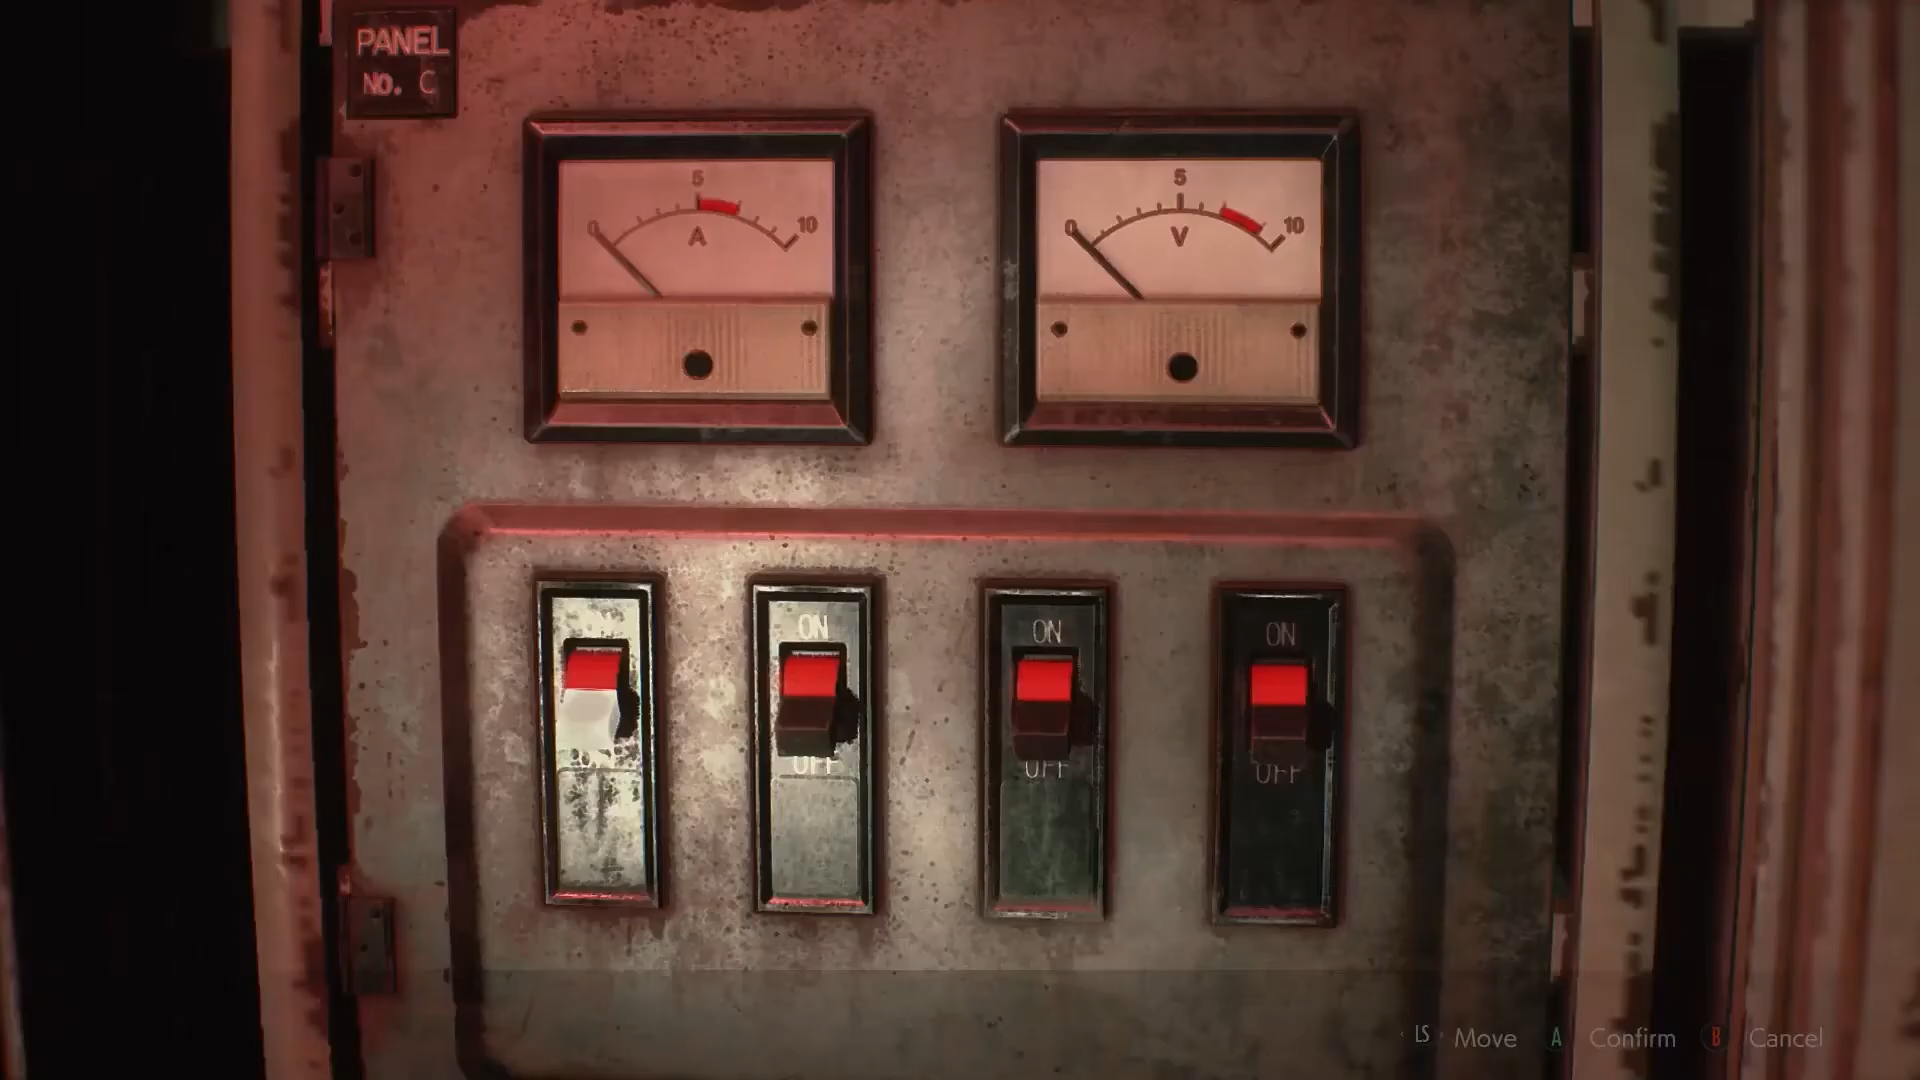 PANEL
No. C
5
0
10
A
5
0
10
V
ON
ON
ON
OFF
OFF
OFF
LS Move A Confirm B Cancel